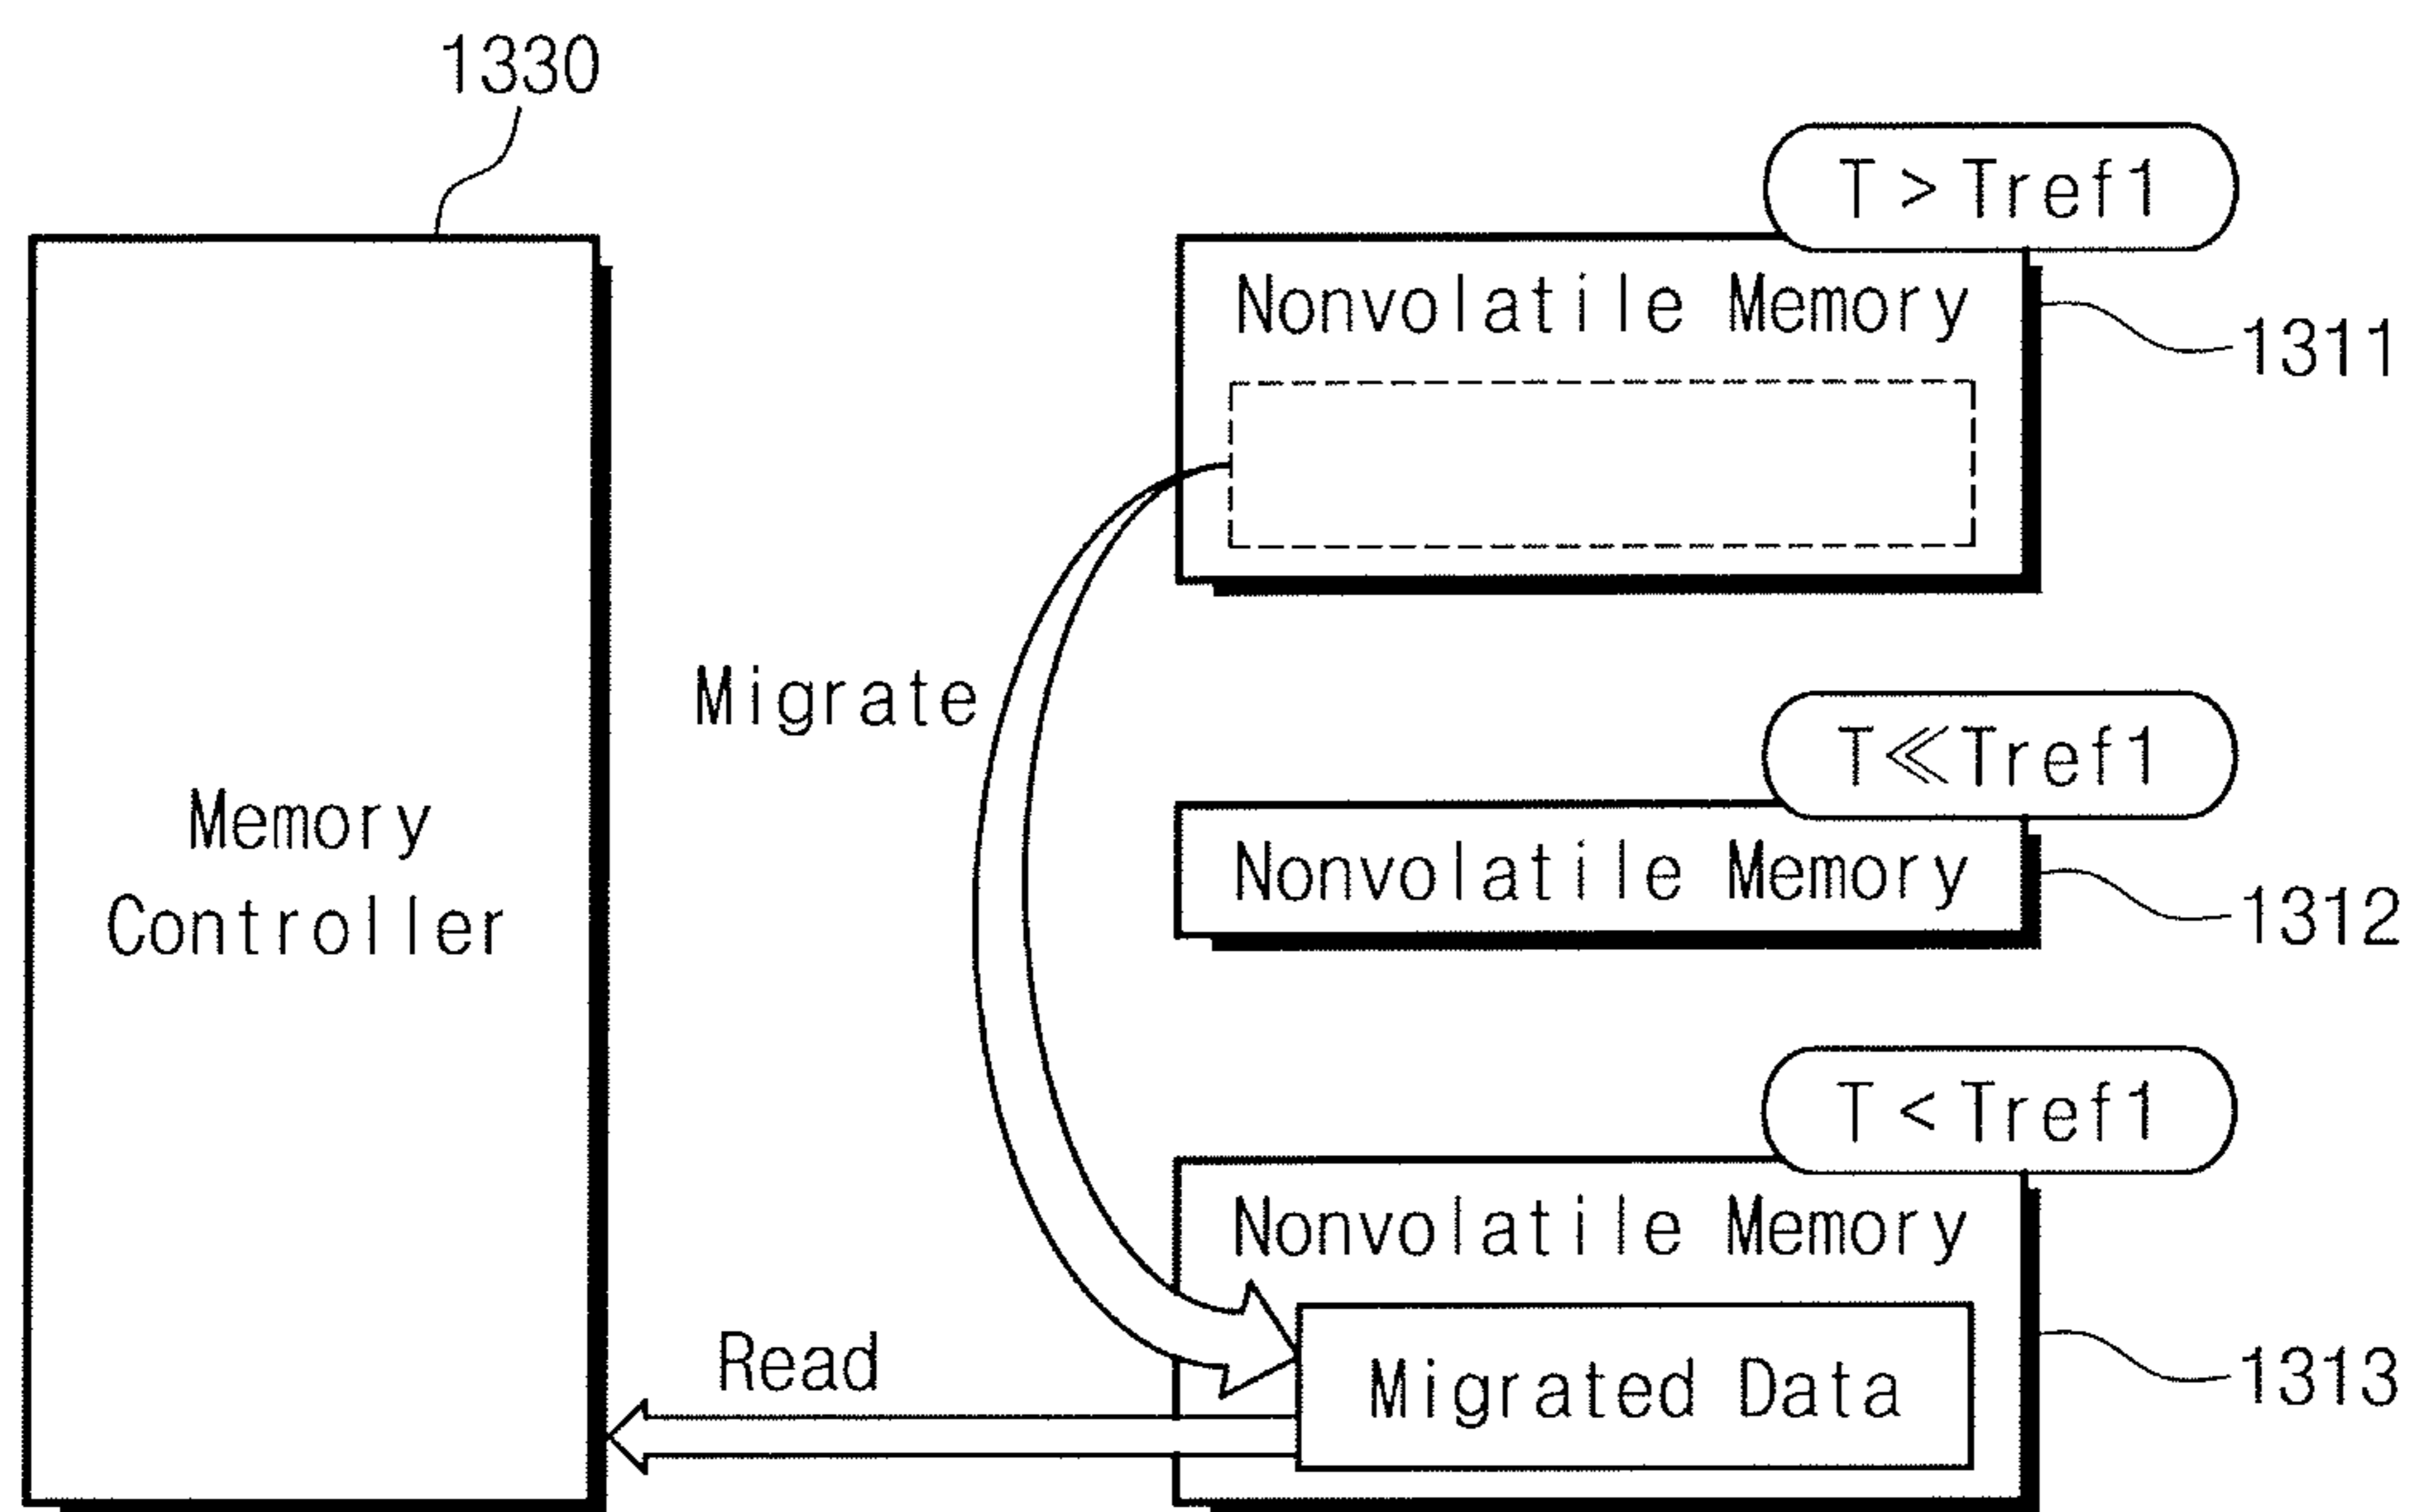 1330
T > Tref1
Nonvolatile Memory
1311
Migrate
T≪Tref1
Memory
Controller
Nonvolatile Memory
1312
T < Tref1
Nonvolatile Memory
Read
Migrated Data
1313